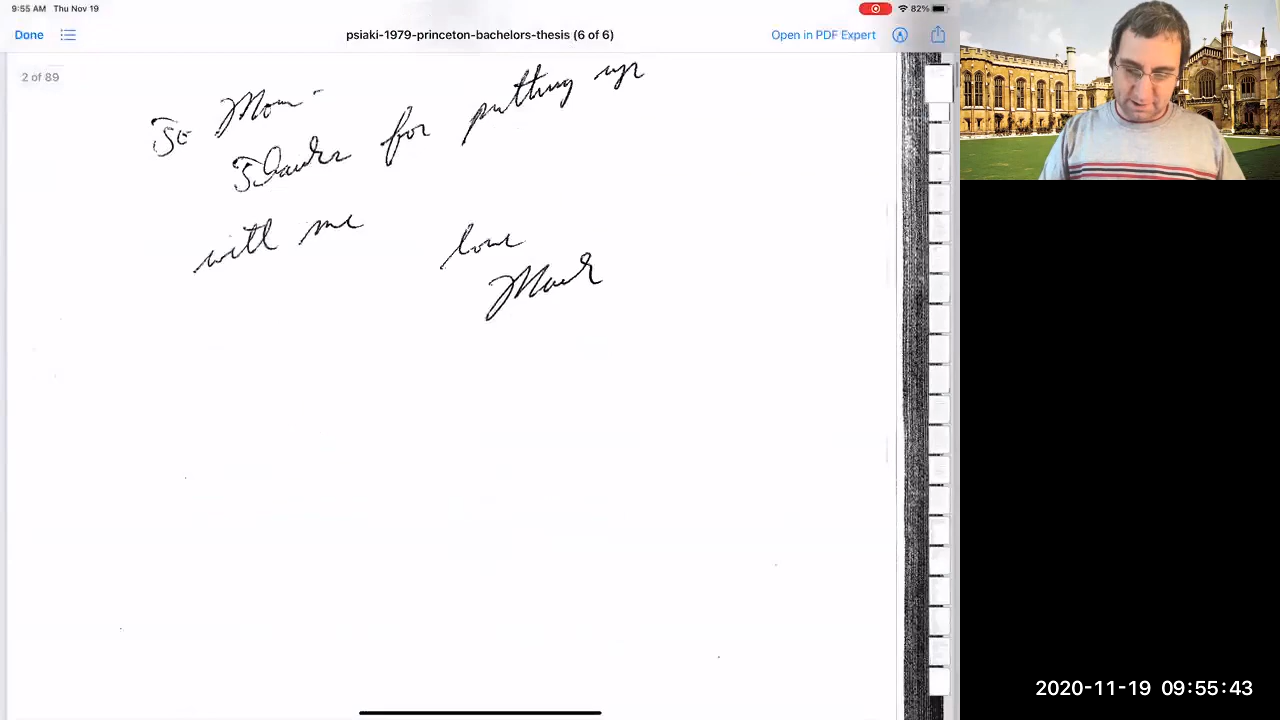 9:55 AM Thu Nov 19
82%
Done
psiaki-1979-princeton-bachelors-thesis (6 of 6)
Open in PDF Expert
2 of 89
To Mom -
Thanks for putting up
with me
love
Mark
2020-11-19 09:55:43